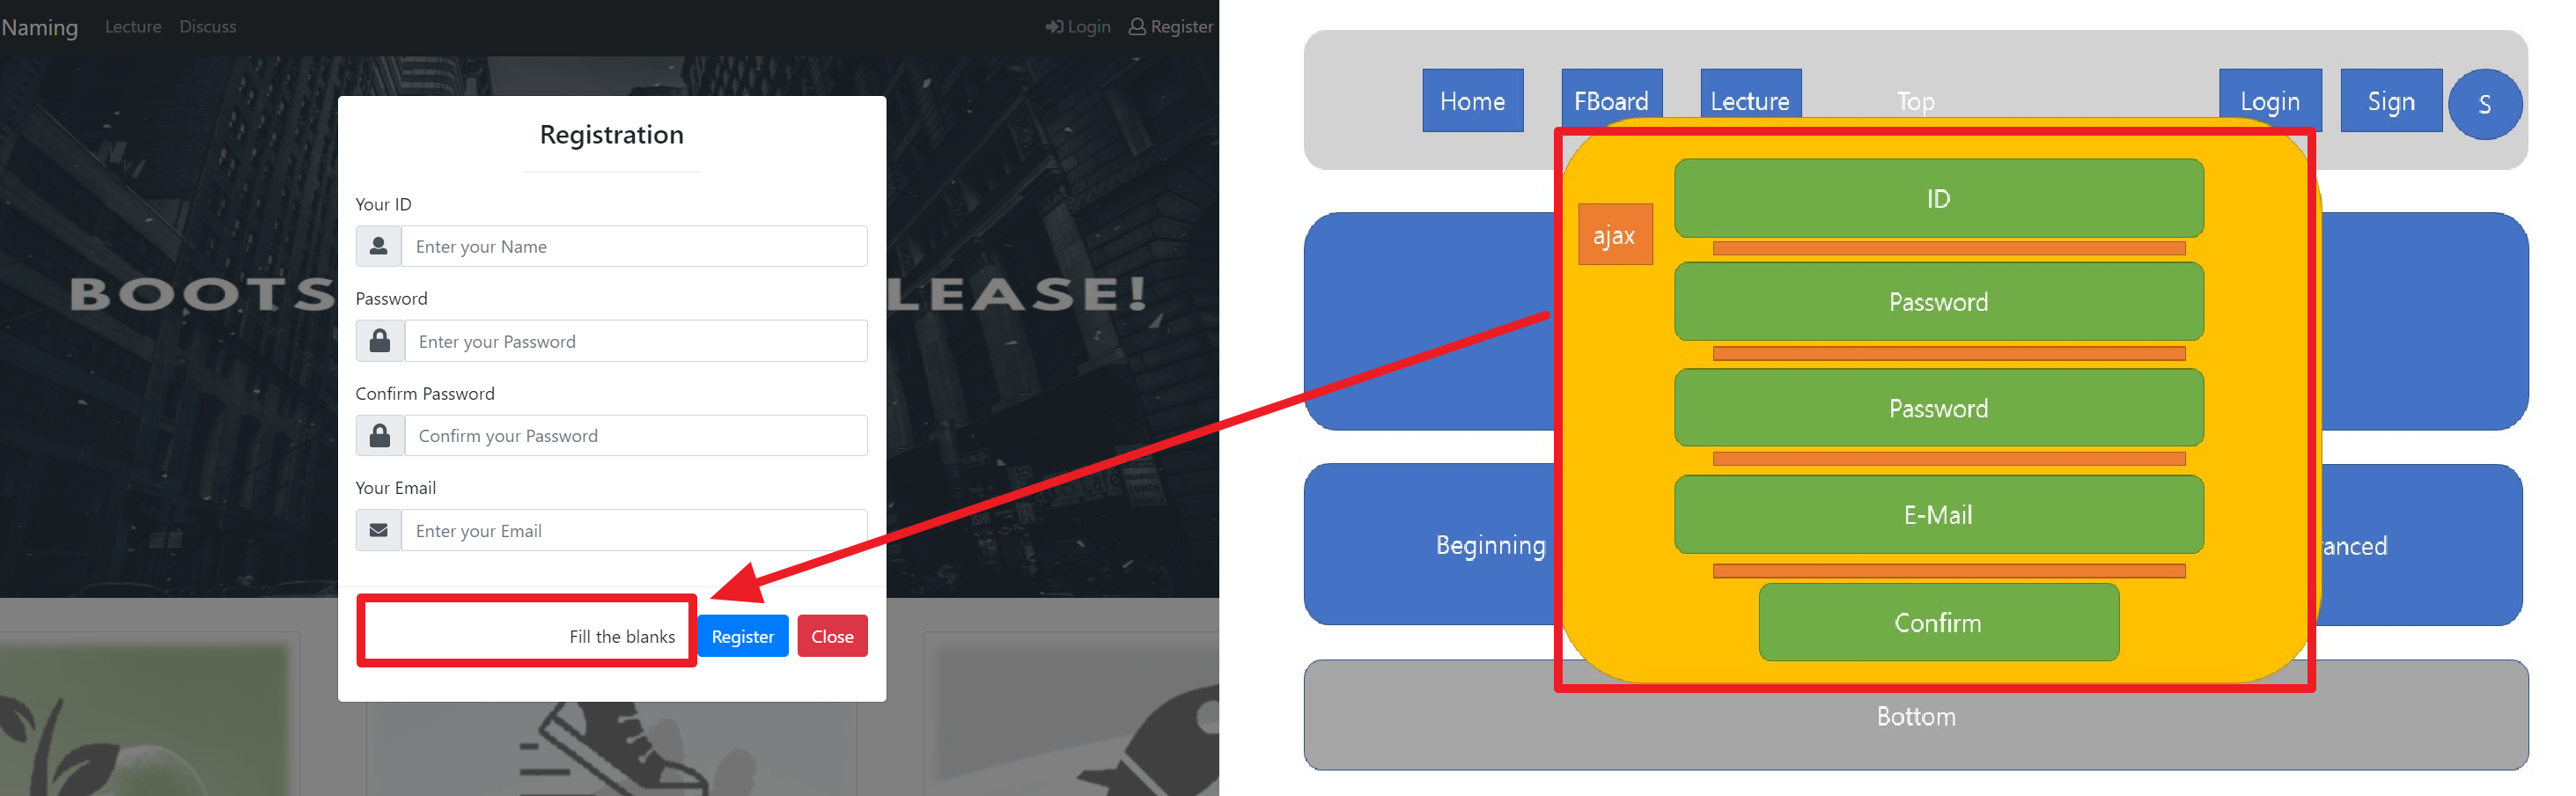 Naming Lecture Discuss Login Register
Registration
Your ID
Enter your Name
BOOTS LEASE!
Password
Enter your Password
Confirm Password
Confirm your Password
Your Email
Enter your Email
Fill the blanks Register Close
Home FBoard Lecture Top Login Sign S
ID
ajax
Password
Password
E-Mail
Beginning anced
Confirm
Bottom